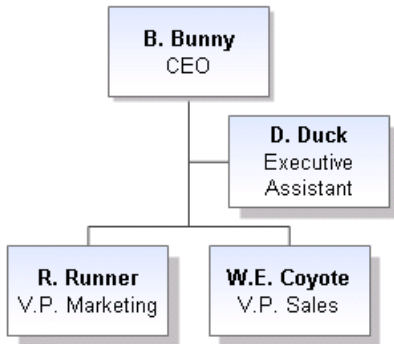 B. Bunny
CEO
D. Duck
Executive
Assistant
R. Runner
V.P. Marketing
W.E. Coyote
V.P. Sales